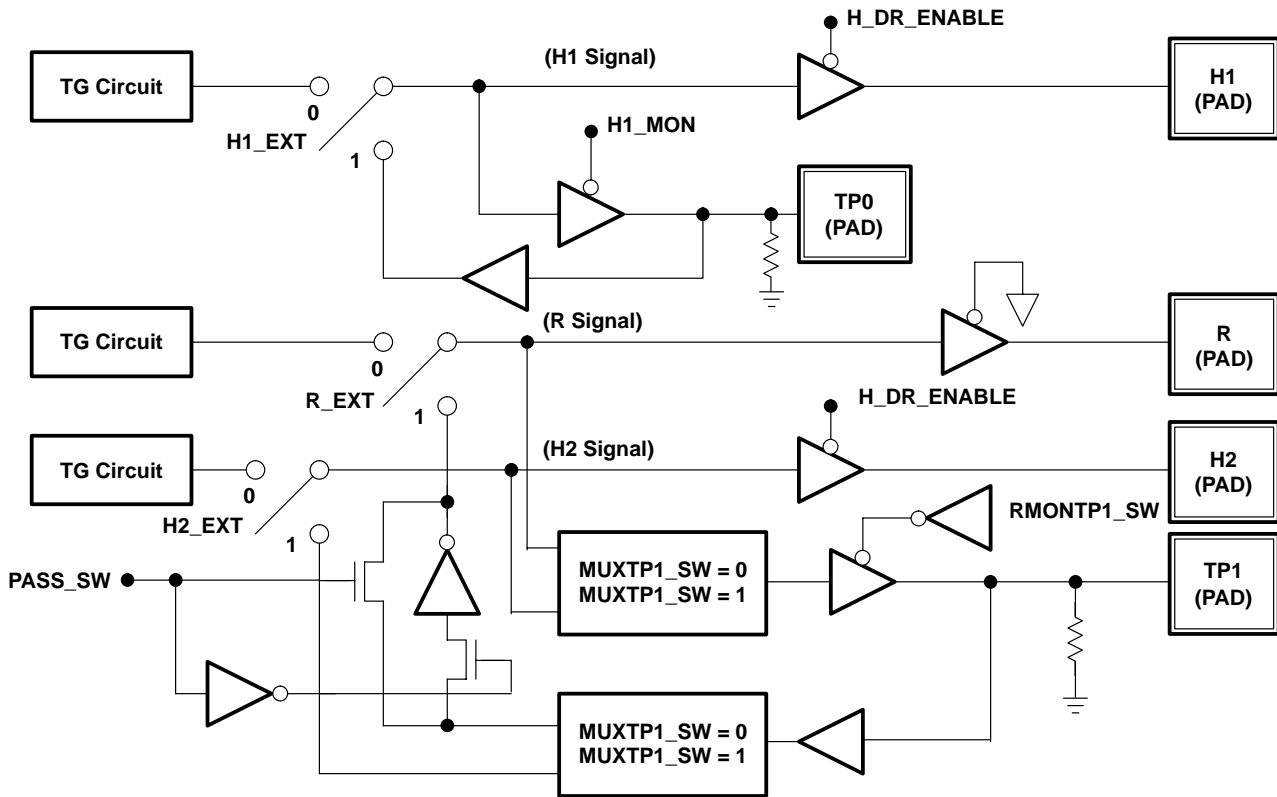 H_DR_ENABLE
TG Circuit
(H1 Signal)
H1
(PAD)
0
H1_EXT
H1_MON
1
TP0
(PAD)
TG Circuit
(R Signal)
R
(PAD)
0
R_EXT
H_DR_ENABLE
1
TG Circuit
(H2 Signal)
H2
(PAD)
0
H2_EXT
RMONTP1_SW
1
PASS_SW
MUXTP1_SW = 0
MUXTP1_SW = 1
TP1
(PAD)
MUXTP1_SW = 0
MUXTP1_SW = 1